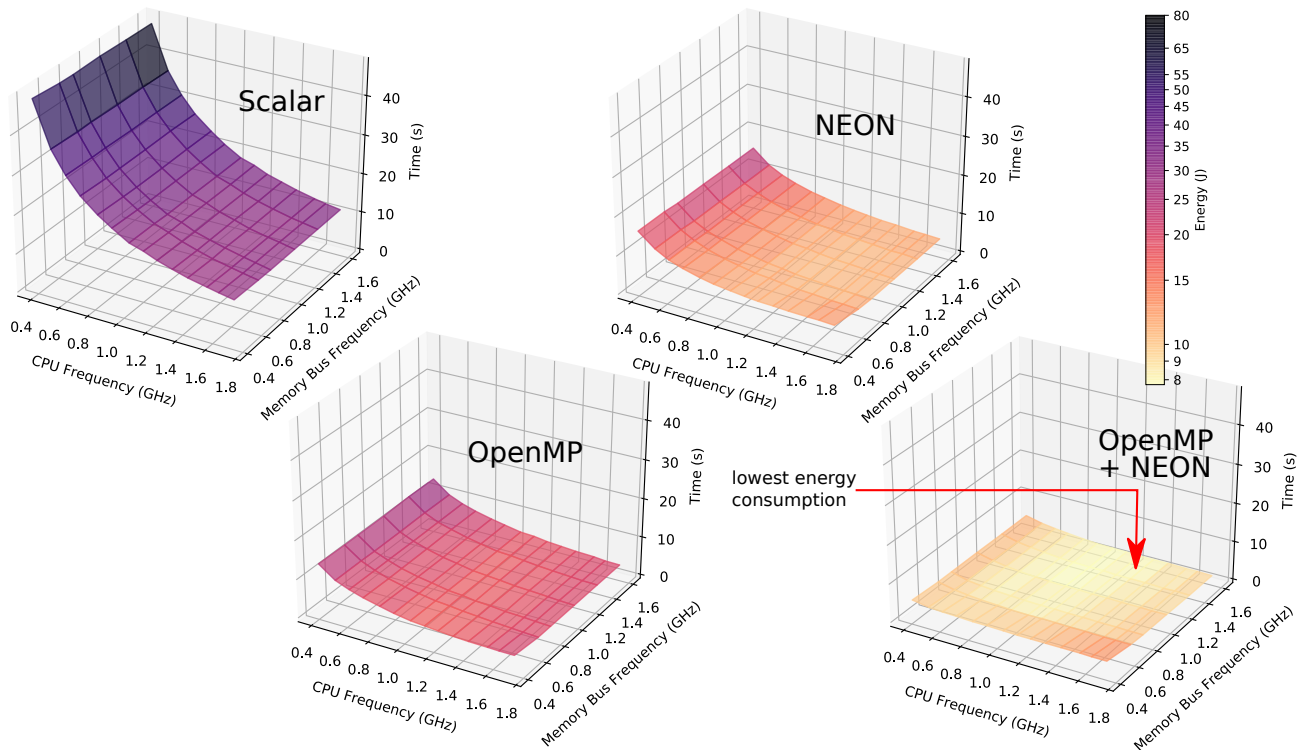 Scalar
40
30
20
10
0
Time (s)
0.4 0.6 0.8 1.0 1.2 1.4 1.6 1.8
CPU Frequency (GHz)
0.4 0.6 0.8 1.0 1.2 1.4 1.6
Memory Bus Frequency (GHz)
NEON
40
30
20
10
0
Time (s)
0.4 0.6 0.8 1.0 1.2 1.4 1.6 1.8
CPU Frequency (GHz)
0.4 0.6 0.8 1.0 1.2 1.4 1.6
Memory Bus Frequency (GHz)
80
65
55
50
45
40
35
30
25
20
15
10
9
8
Energy (J)
OpenMP
40
30
20
10
0
Time (s)
0.4 0.6 0.8 1.0 1.2 1.4 1.6 1.8
CPU Frequency (GHz)
0.4 0.6 0.8 1.0 1.2 1.4 1.6
Memory Bus Frequency (GHz)
OpenMP
+ NEON
lowest energy
consumption
40
30
20
10
0
Time (s)
0.4 0.6 0.8 1.0 1.2 1.4 1.6 1.8
CPU Frequency (GHz)
0.4 0.6 0.8 1.0 1.2 1.4 1.6
Memory Bus Frequency (GHz)